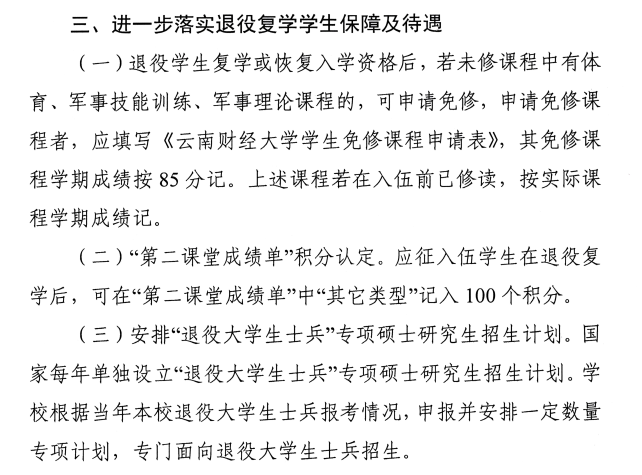 三、进一步落实退役复学学生保障及待遇
（一）退役学生复学或恢复入学资格后，若未修课程中有体
育、军事技能训练、军事理论课程的，可申请免修，申请免修课
程者，应填写《云南财经大学学生免修课程申请表》，其免修课
程学期成绩按 85 分记。上述课程若在入伍前已修读，按实际课
程学期成绩记。
（二）“第二课堂成绩单”积分认定。应征入伍学生在退役复
学后，可在“第二课堂成绩单”中“其它类型”记入 100 个积分。
（三）安排“退役大学生士兵”专项硕士研究生招生计划。国
家每年单独设立“退役大学生士兵”专项硕士研究生招生计划。学
校根据当年本校退役大学生士兵报考情况，申报并安排一定数量
专项计划，专门面向退役大学生士兵招生。